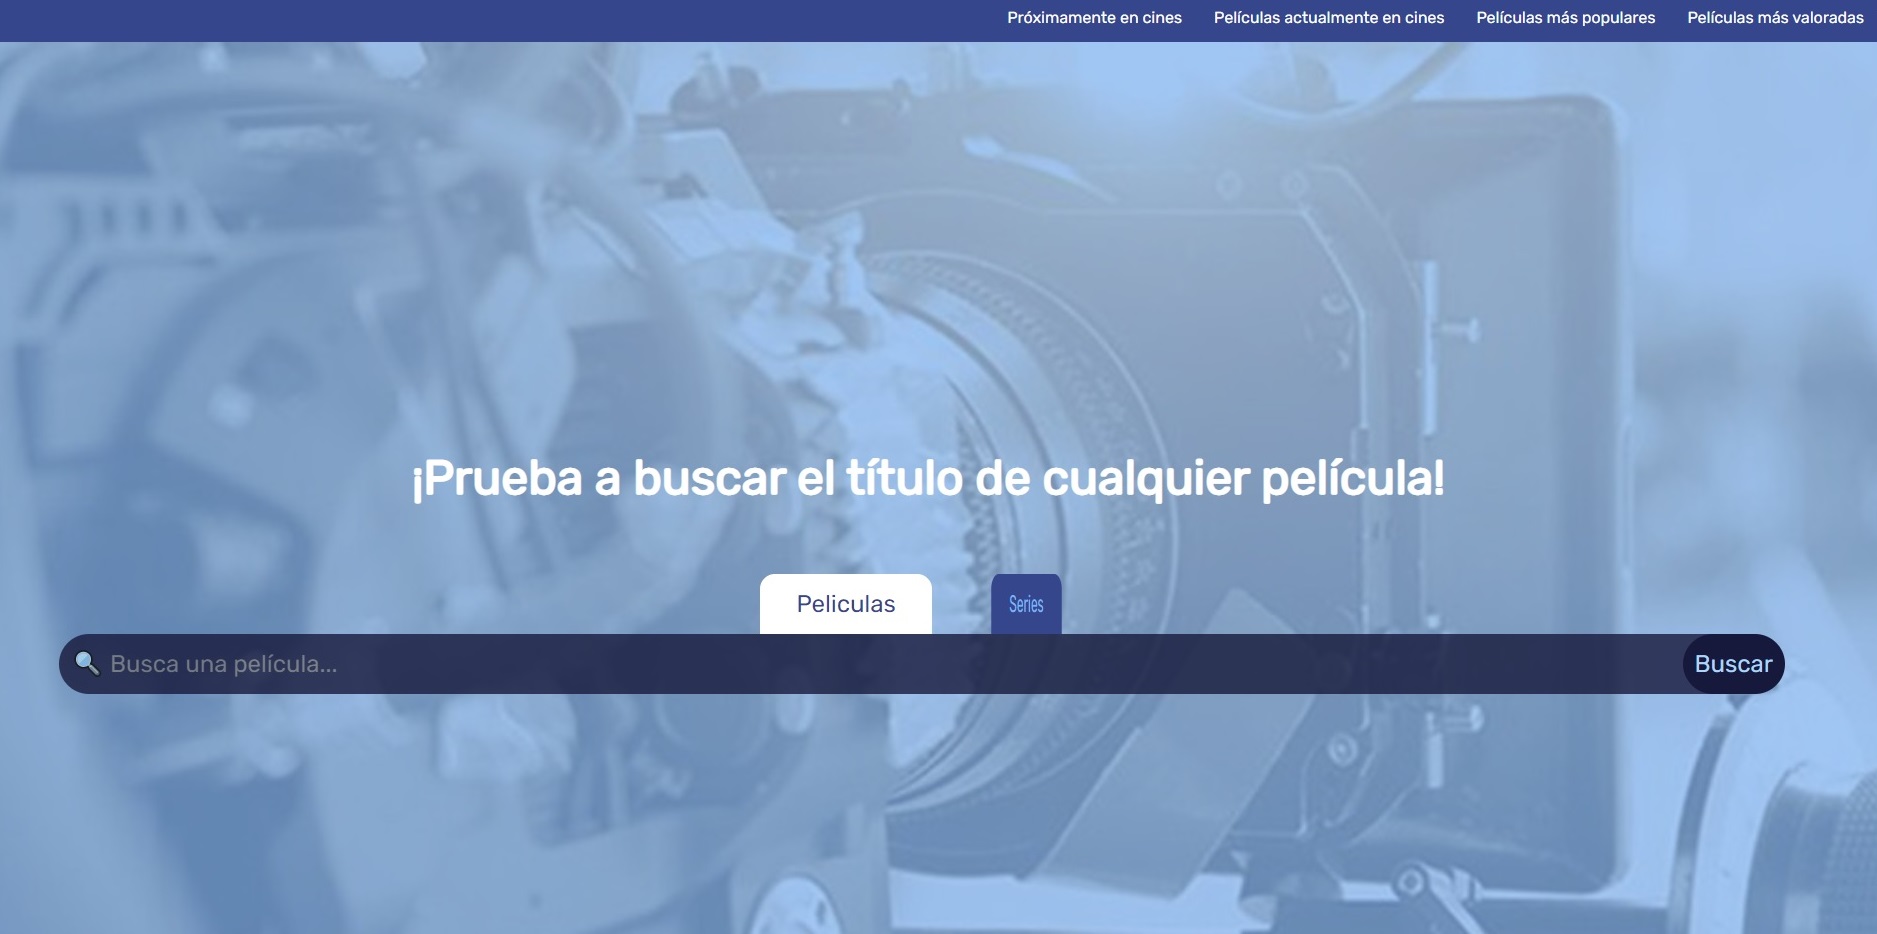 Próximamente en cines Películas actualmente en cines Películas más populares Películas más valoradas
¡Prueba a buscar el título de cualquier película!
Peliculas Series
Busca una película... Buscar